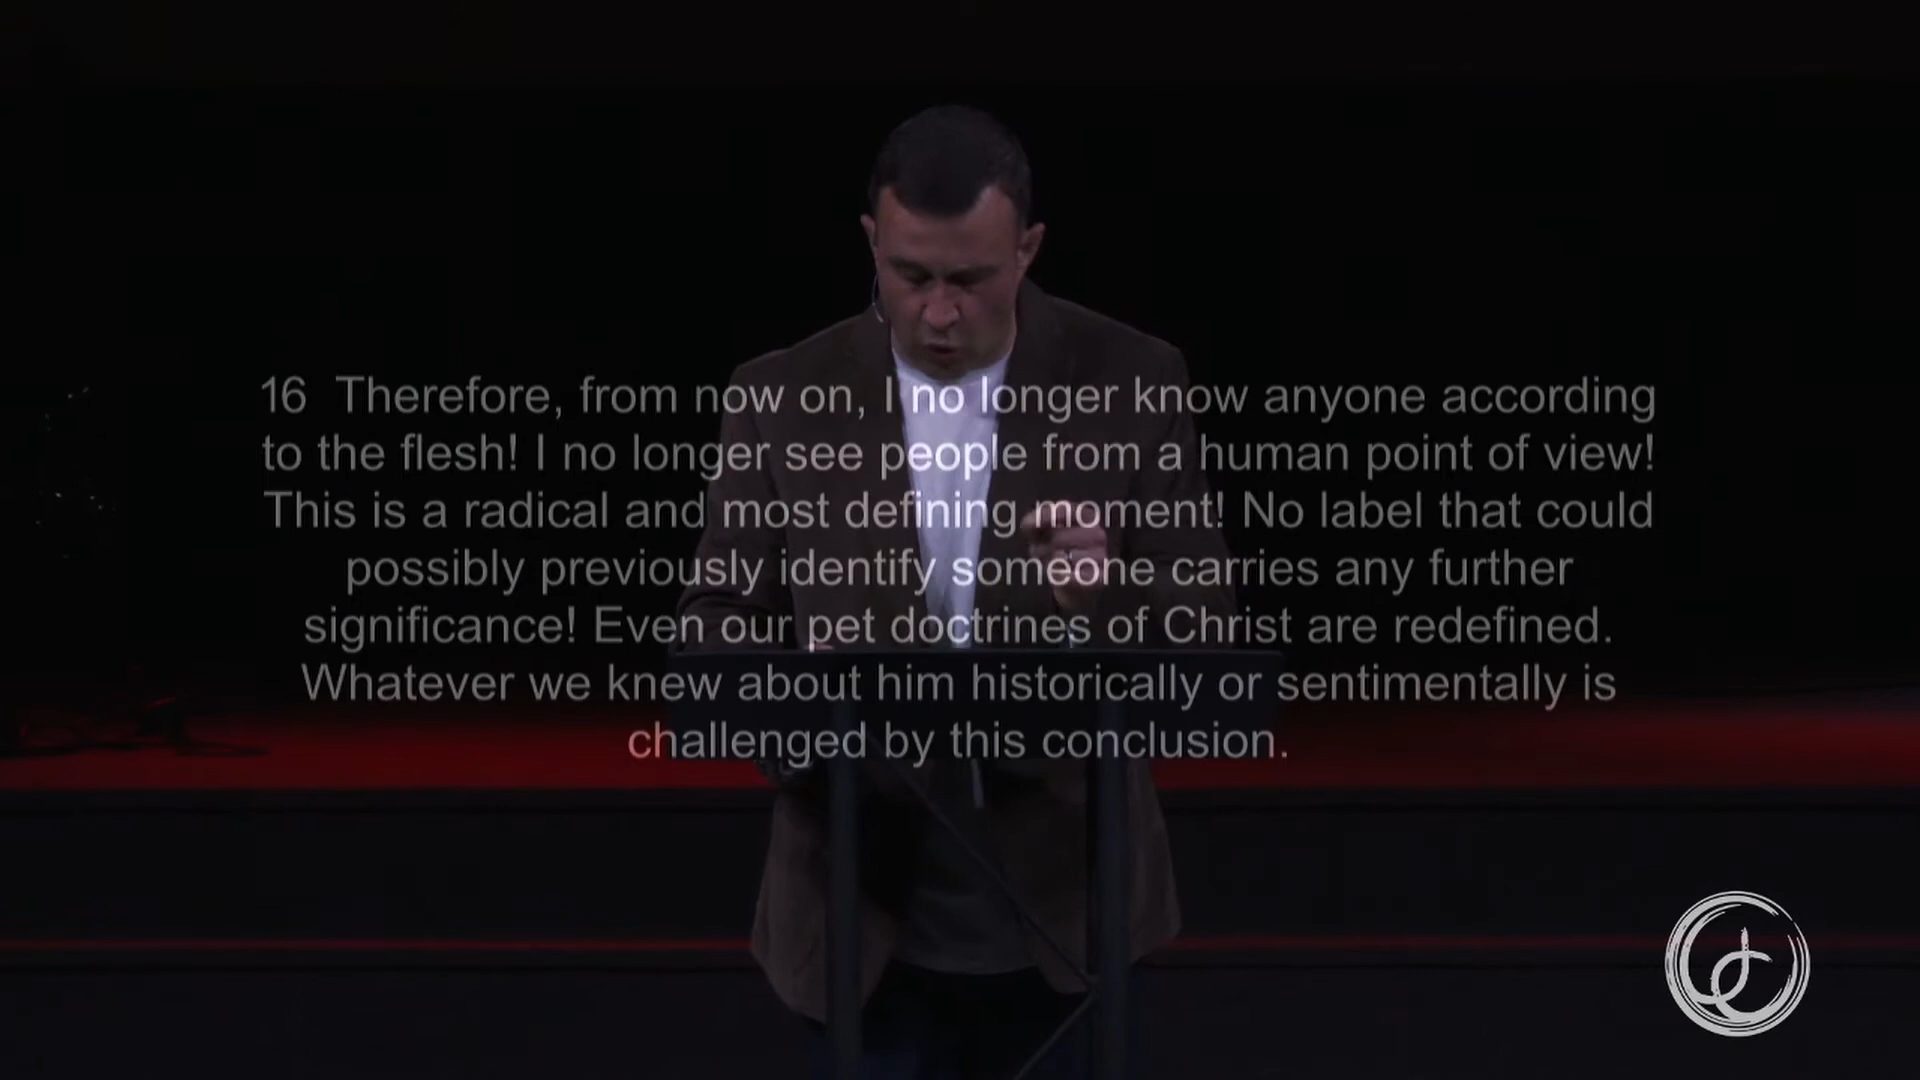 16  Therefore, from now on, I no longer know anyone according
to the flesh! I no longer see people from a human point of view!
This is a radical and most defining moment! No label that could
possibly previously identify someone carries any further
significance! Even our pet doctrines of Christ are redefined.
Whatever we knew about him historically or sentimentally is
challenged by this conclusion.